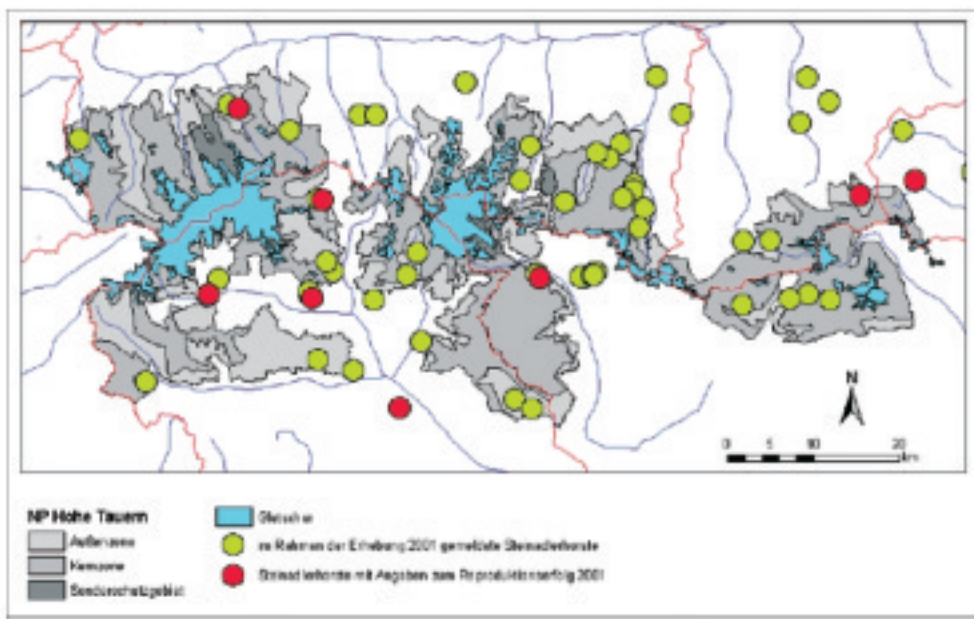 N
0 5 10 20
km
NP Hohe Tauern
Außenzone
Kernzone
Sonderschutzgebiet
Gletscher
im Rahmen der Erhebung 2001 gemeldete Steinadlerhorste
Steinadlerhorste mit Angaben zum Reproduktionserfolg 2001